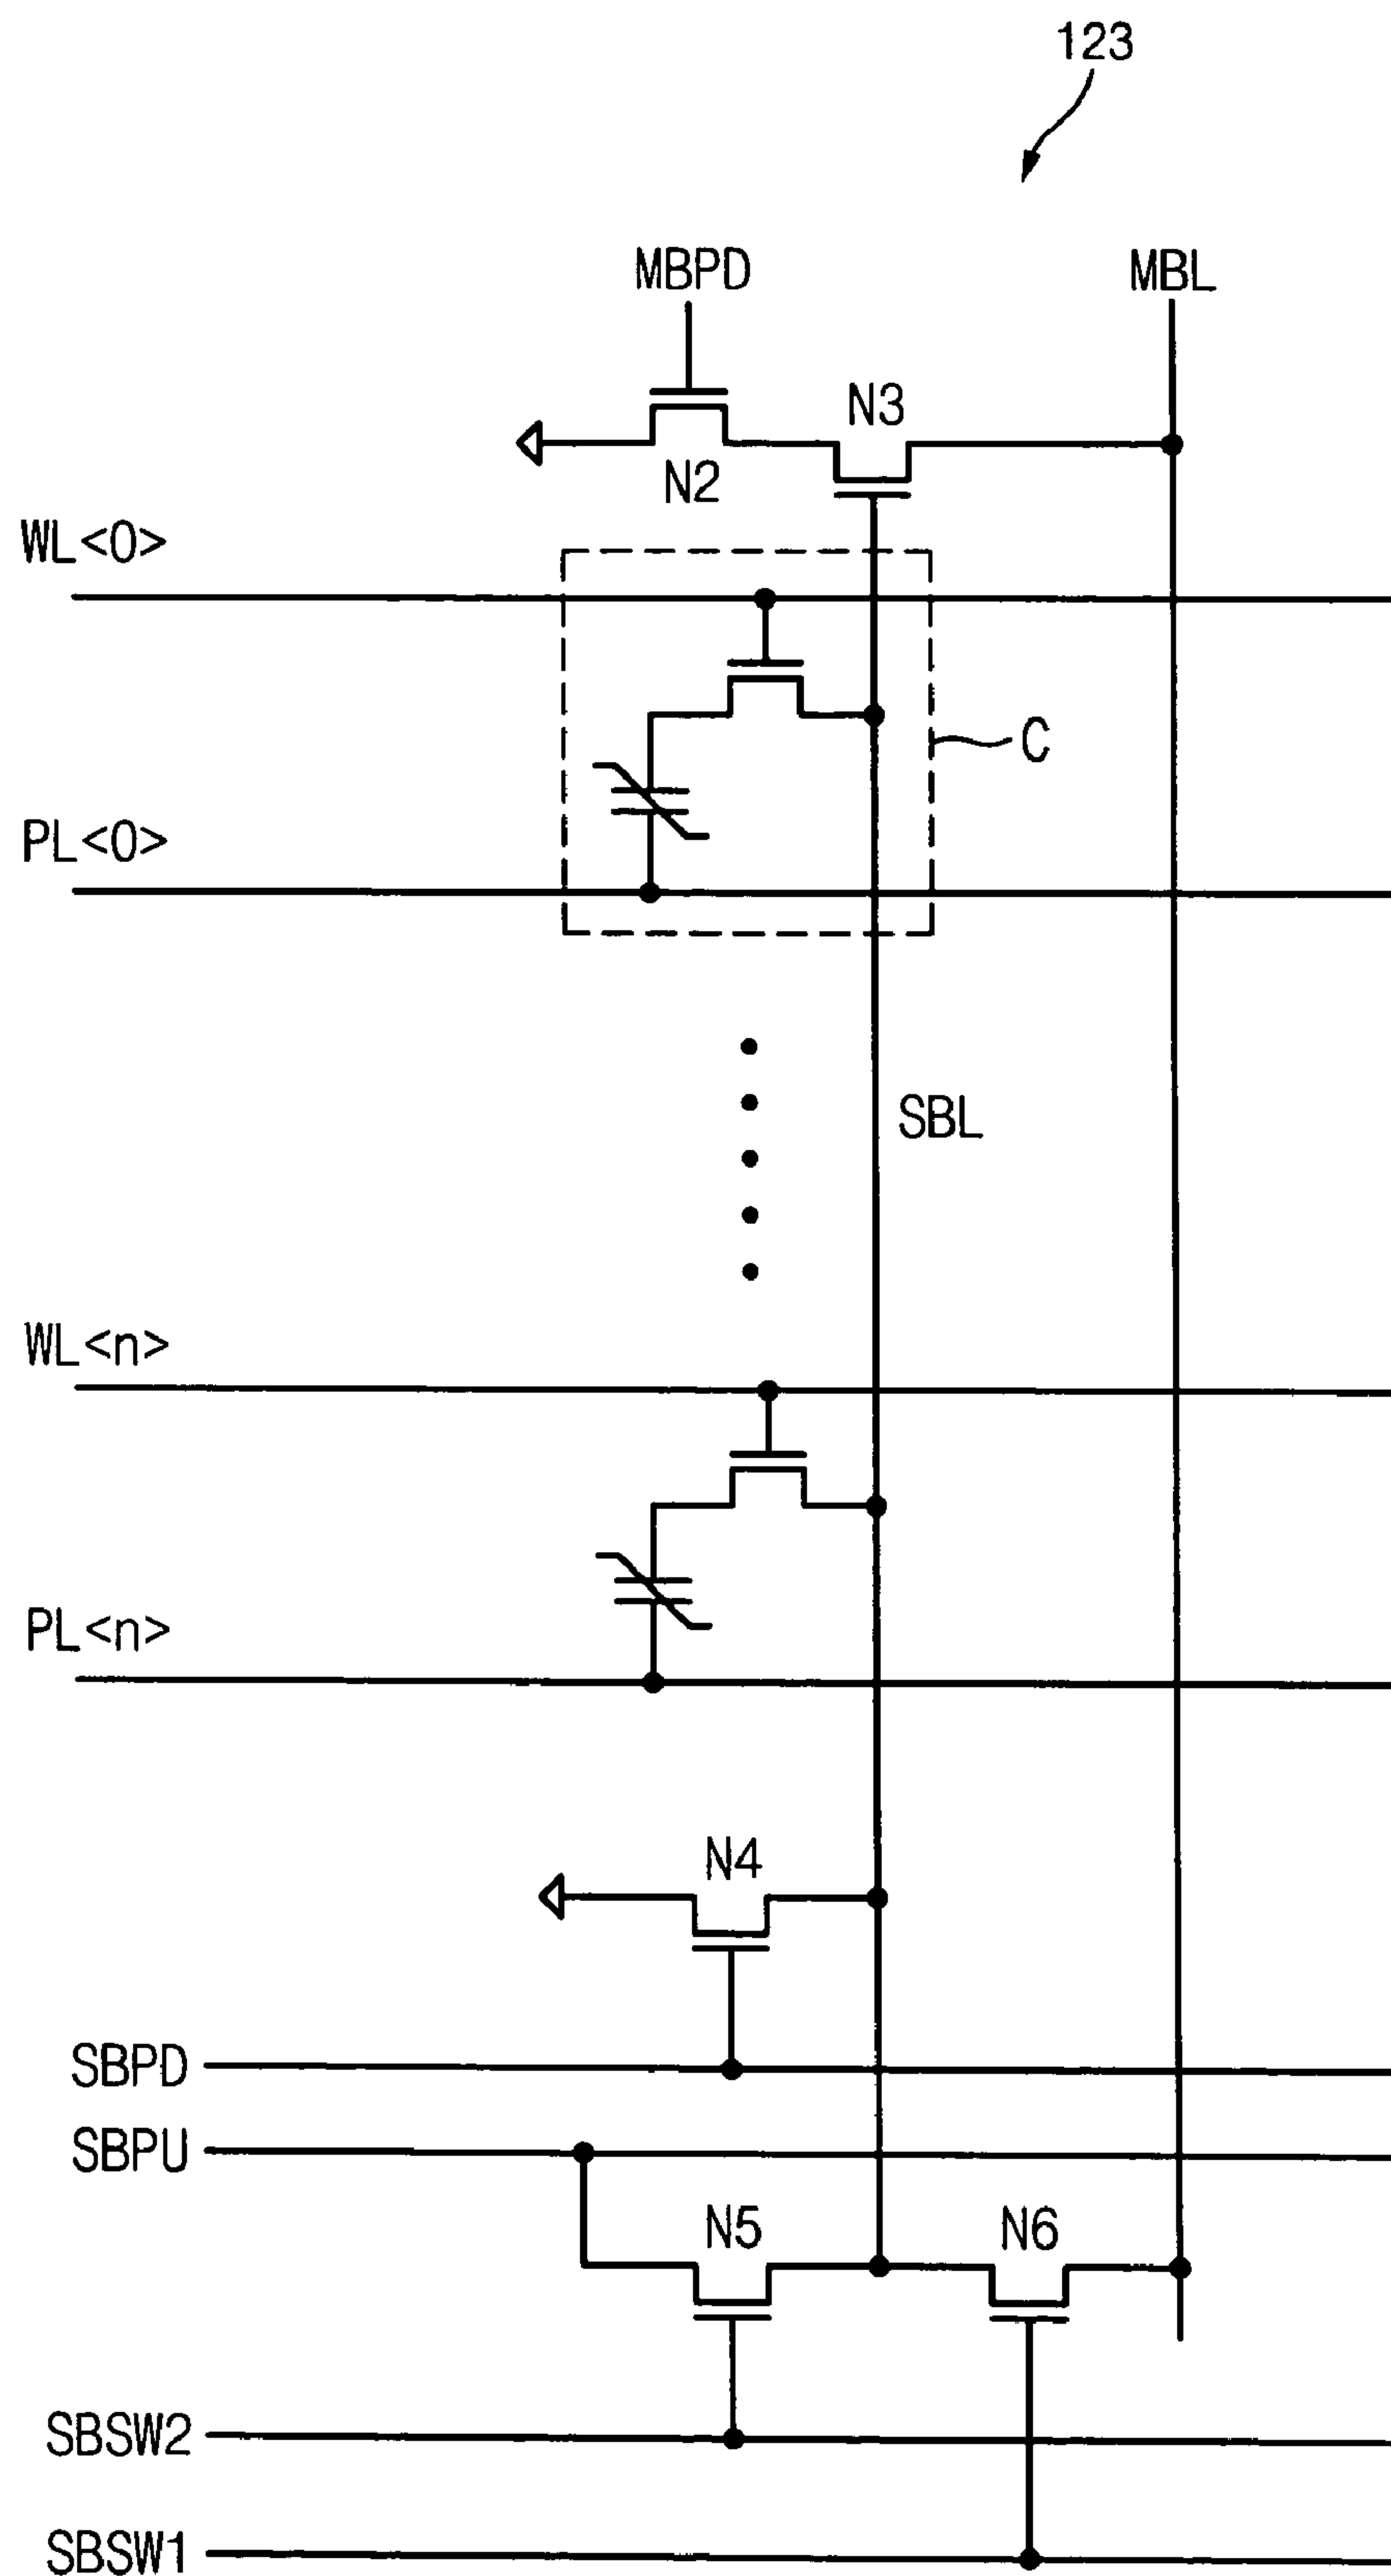 123
MBPD
MBL
N3
N2
WL<0>
C
PL<0>
SBL
WL<n>
PL<n>
N4
SBPD
SBPU
N5
N6
SBSW2
SBSW1